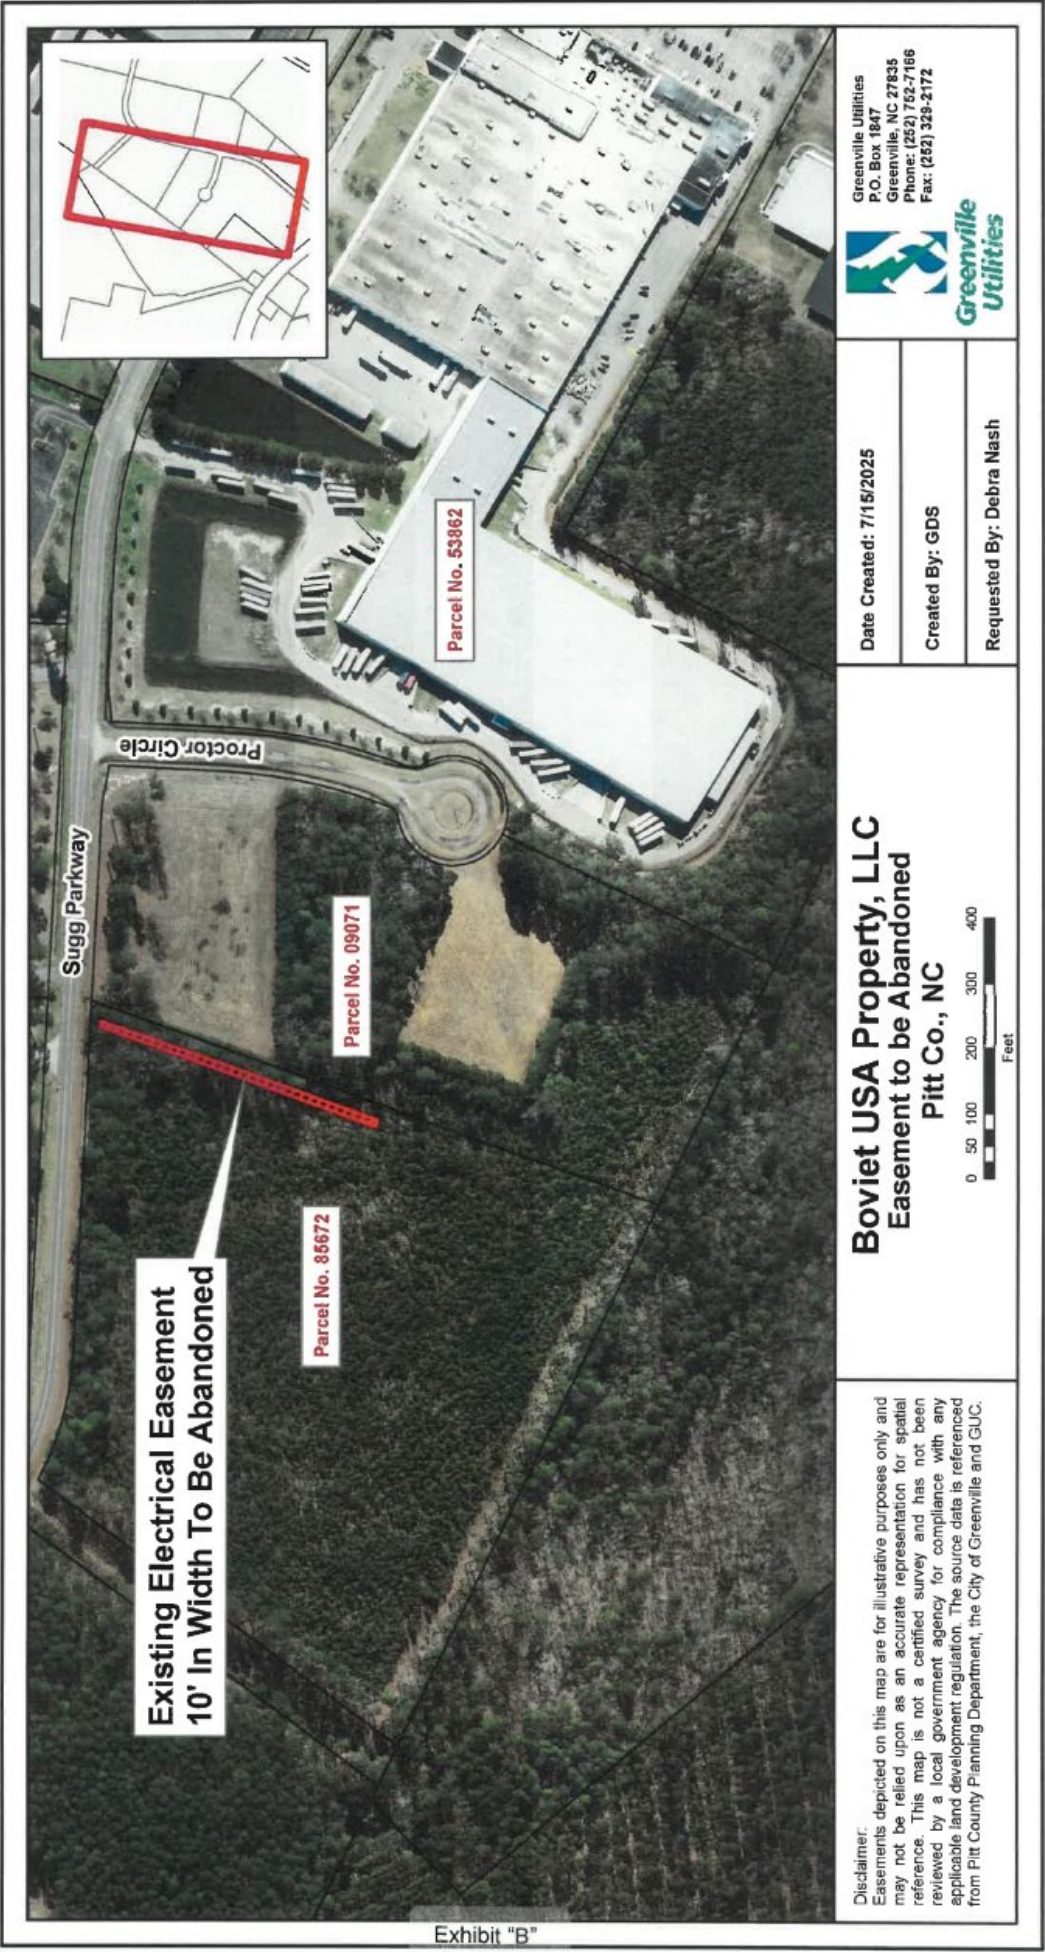 Sugg Parkway
Proctor Circle
Existing Electrical Easement
10' In Width To Be Abandoned
Parcel No. 85672
Parcel No. 09071
Parcel No. 53862
Disclaimer:
Easements depicted on this map are for illustrative purposes only and
may not be relied upon as an accurate representation for spatial
reference. This map is not a certified survey and has not been
reviewed by a local government agency for compliance with any
applicable land development regulation. The source data is referenced
from Pitt County Planning Department, the City of Greenville and GUC.
Boviet USA Property, LLC
Easement to be Abandoned
Pitt Co., NC
0 50 100 200 300 400
Feet
Date Created: 7/15/2025
Created By: GDS
Requested By: Debra Nash
Greenville Utilities
P.O. Box 1847
Greenville, NC 27835
Phone: (252) 752-7166
Fax: (252) 329-2172
Greenville
Utilities
Exhibit "B"